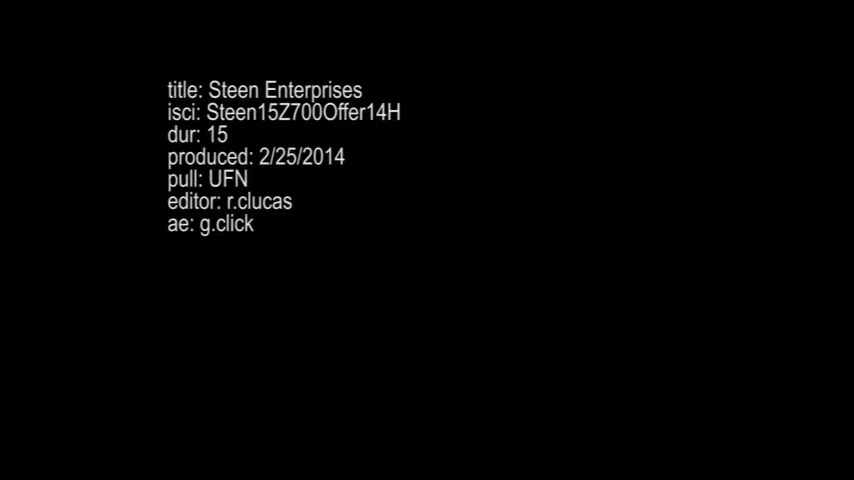 title: Steen Enterprises
isci: Steen15Z700Offer14H
dur: 15
produced: 2/25/2014
pull: UFN
editor: r.clucas
ae: g.click